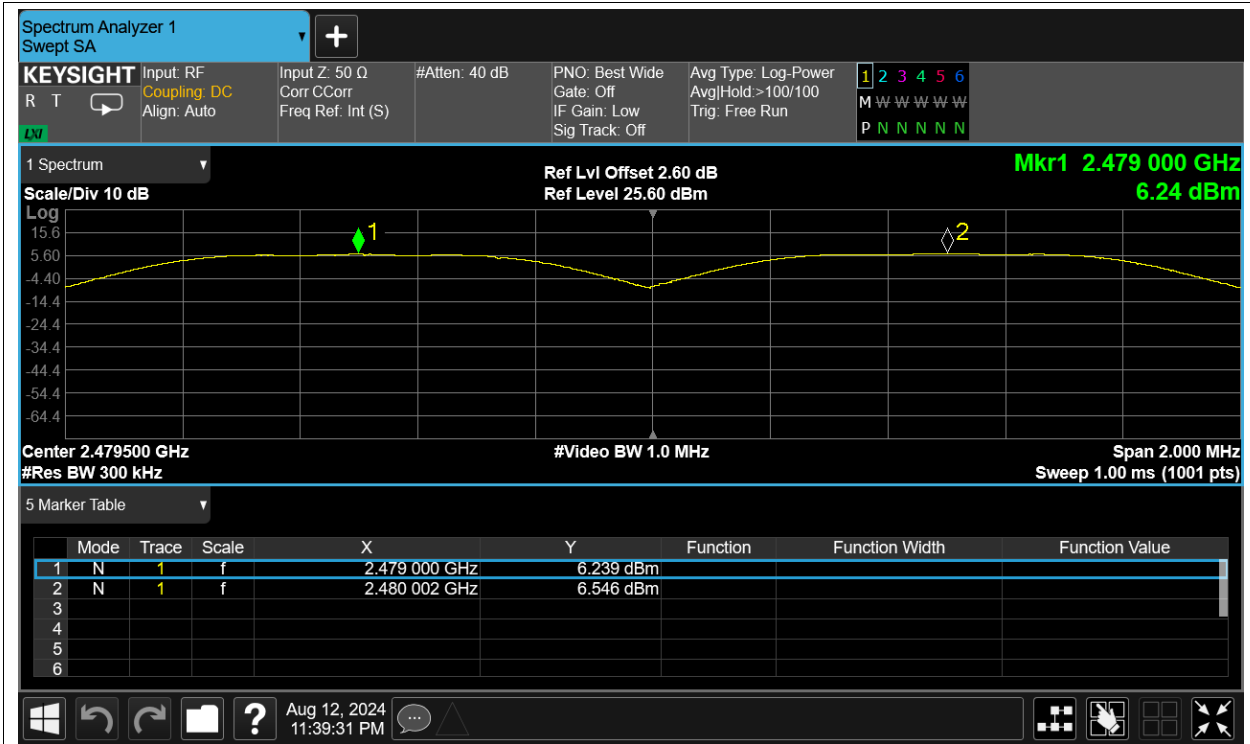 Spectrum Analyzer 1
Swept SA
KEYSIGHT
R T
LXI
Input: RF
Coupling: DC
Align: Auto
Input Z: 50 Ω
Corr CCorr
Freq Ref: Int (S)
#Atten: 40 dB
PNO: Best Wide
Gate: Off
IF Gain: Low
Sig Track: Off
Avg Type: Log-Power
Avg|Hold:>100/100
Trig: Free Run
1 2 3 4 5 6
M W W W W W
P N N N N N
1 Spectrum
Scale/Div 10 dB
Ref Lvl Offset 2.60 dB
Ref Level 25.60 dBm
Mkr1 2.479 000 GHz
6.24 dBm
Log
15.6
5.60
-4.40
-14.4
-24.4
-34.4
-44.4
-54.4
-64.4
1
2
Center 2.479500 GHz
#Video BW 1.0 MHz
Span 2.000 MHz
#Res BW 300 kHz
Sweep 1.00 ms (1001 pts)
5 Marker Table
Mode Trace Scale X Y Function Function Width Function Value
1 N 1 f 2.479 000 GHz 6.239 dBm
2 N 1 f 2.480 002 GHz 6.546 dBm
3
4
5
6
?
Aug 12, 2024
11:39:31 PM